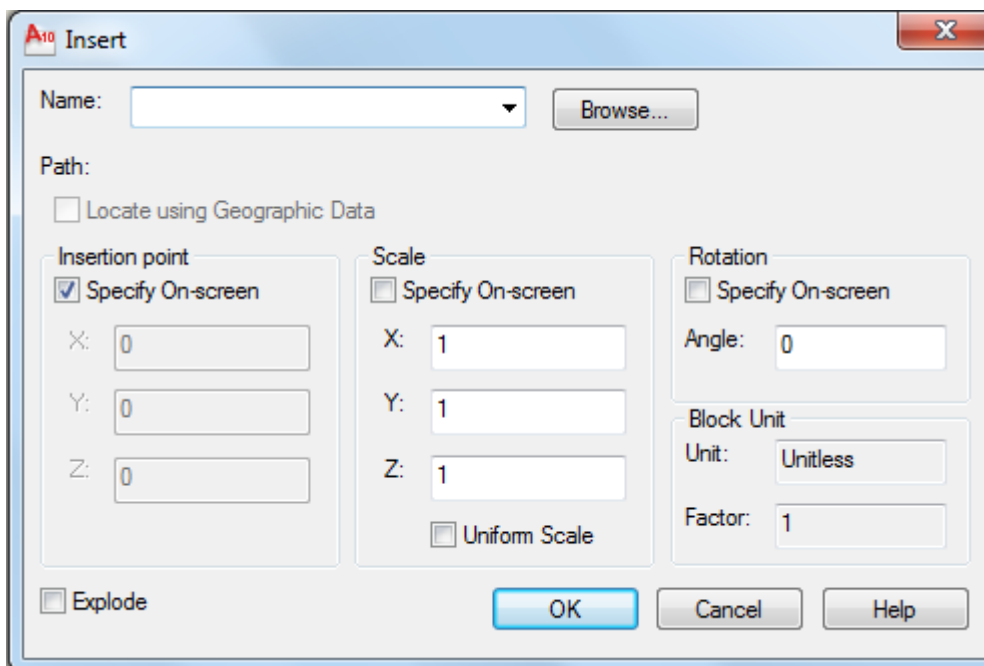 A10 Insert
Name: Browse...
Path:
Locate using Geographic Data
Insertion point
Specify On-screen
X: 0
Y: 0
Z: 0
Scale
Specify On-screen
X: 1
Y: 1
Z: 1
Uniform Scale
Rotation
Specify On-screen
Angle: 0
Block Unit
Unit: Unitless
Factor: 1
Explode
OK Cancel Help